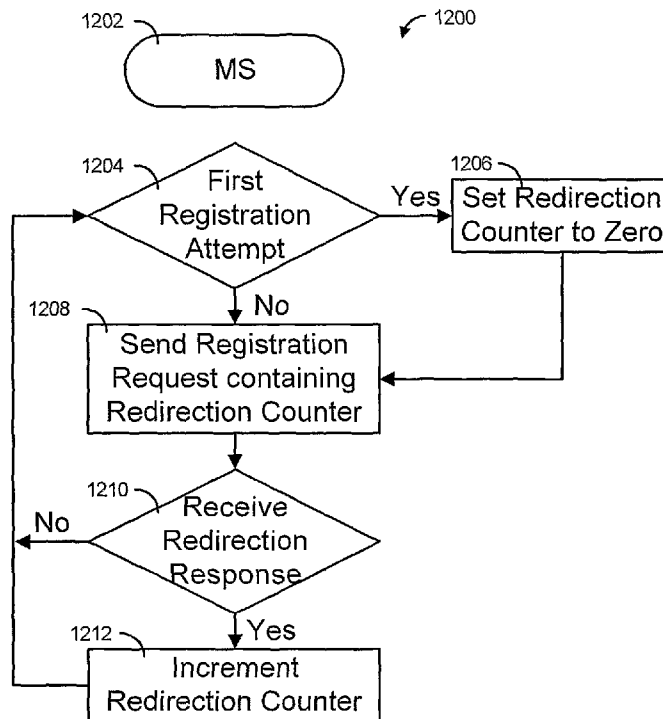 1202
1200
MS
1204
First
Registration
Attempt
Yes
1206
Set Redirection
Counter to Zero
No
1208
Send Registration
Request containing
Redirection Counter
1210
Receive
Redirection
Response
No
Yes
1212
Increment
Redirection Counter